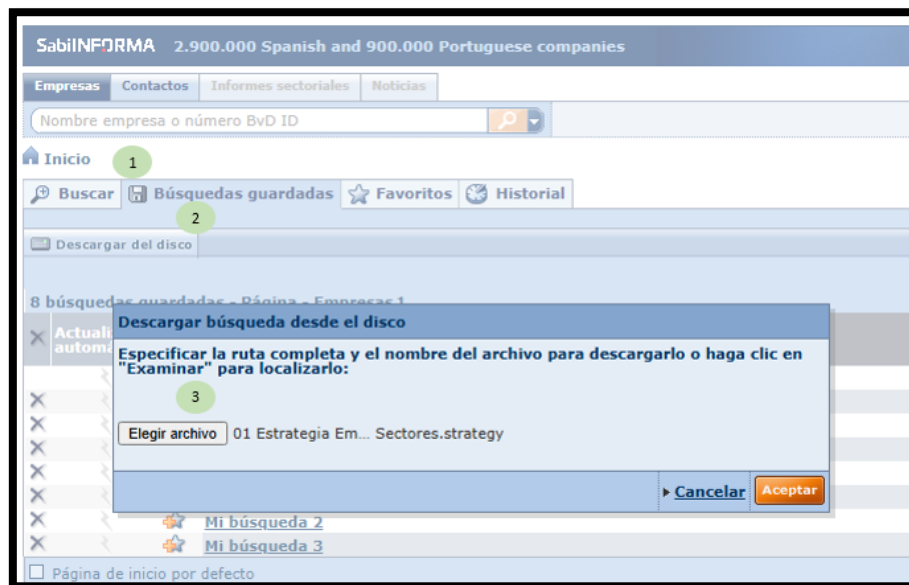 SabiINFORMA 2.900.000 Spanish and 900.000 Portuguese companies
Empresas Contactos Informes sectoriales Noticias
Nombre empresa o número BvD ID
Inicio 1
Buscar Búsquedas guardadas Favoritos Historial
2
Descargar del disco
8 búsquedas guardadas - Página - Empresas 1
Descargar búsqueda desde el disco
Especificar la ruta completa y el nombre del archivo para descargarlo o haga clic en
"Examinar" para localizarlo:
3
Elegir archivo 01 Estrategia Em... Sectores.strategy
Cancelar Aceptar
Mi búsqueda 2
Mi búsqueda 3
Página de inicio por defecto